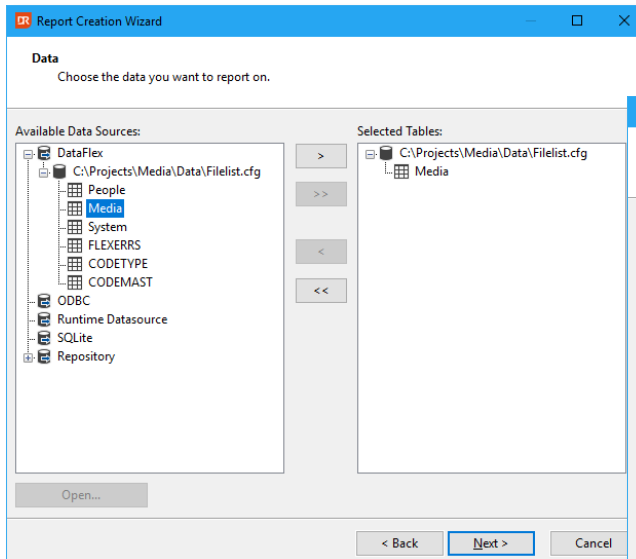 DR Report Creation Wizard
Data
Choose the data you want to report on.
Available Data Sources:
Selected Tables:
DataFlex
C:\Projects\Media\Data\Filelist.cfg
People
Media
System
FLEXERRS
CODETYPE
CODEMAST
ODBC
Runtime Datasource
SQLite
Repository
>
>>
<
<<
C:\Projects\Media\Data\Filelist.cfg
Media
Open...
< Back
Next >
Cancel